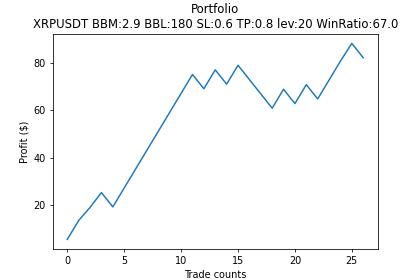 Portfolio
XRPUSDT BBM:2.9 BBL:180 SL:0.6 TP:0.8 lev:20 WinRatio:67.0
Profit ($)
80
60
40
20
0 5 10 15 20 25
Trade counts